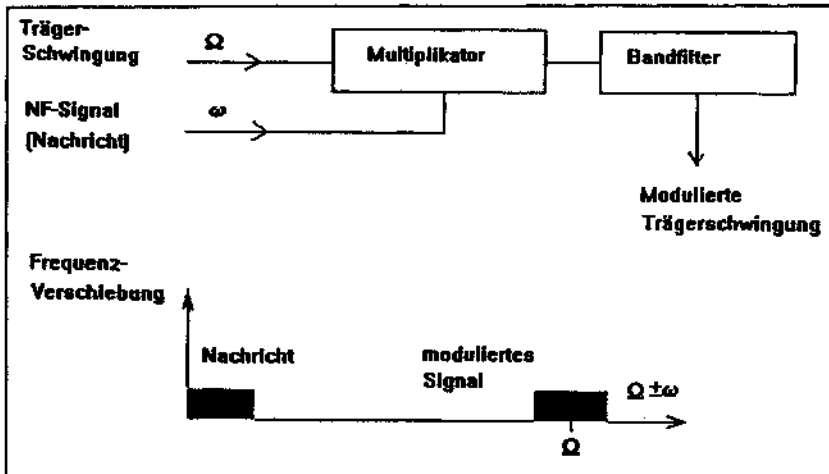 Träger-
Schwingung
Ω
Multiplikator
Bandfilter
NF-Signal
(Nachricht)
ω
Modulierte
Trägerschwingung
Frequenz-
Verschiebung
Nachricht
moduliertes
Signal
Ω ±ω
Ω